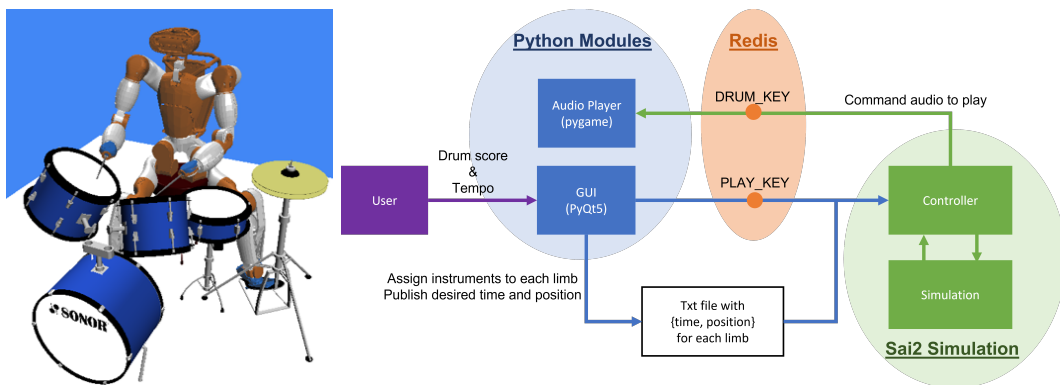 SONOR
Python Modules
Redis
Audio Player
(pygame)
DRUM_KEY
Command audio to play
Drum score
&
Tempo
User
GUI
(PyQt5)
PLAY_KEY
Controller
Assign instruments to each limb
Publish desired time and position
Txt file with
{time, position}
for each limb
Simulation
Sai2 Simulation